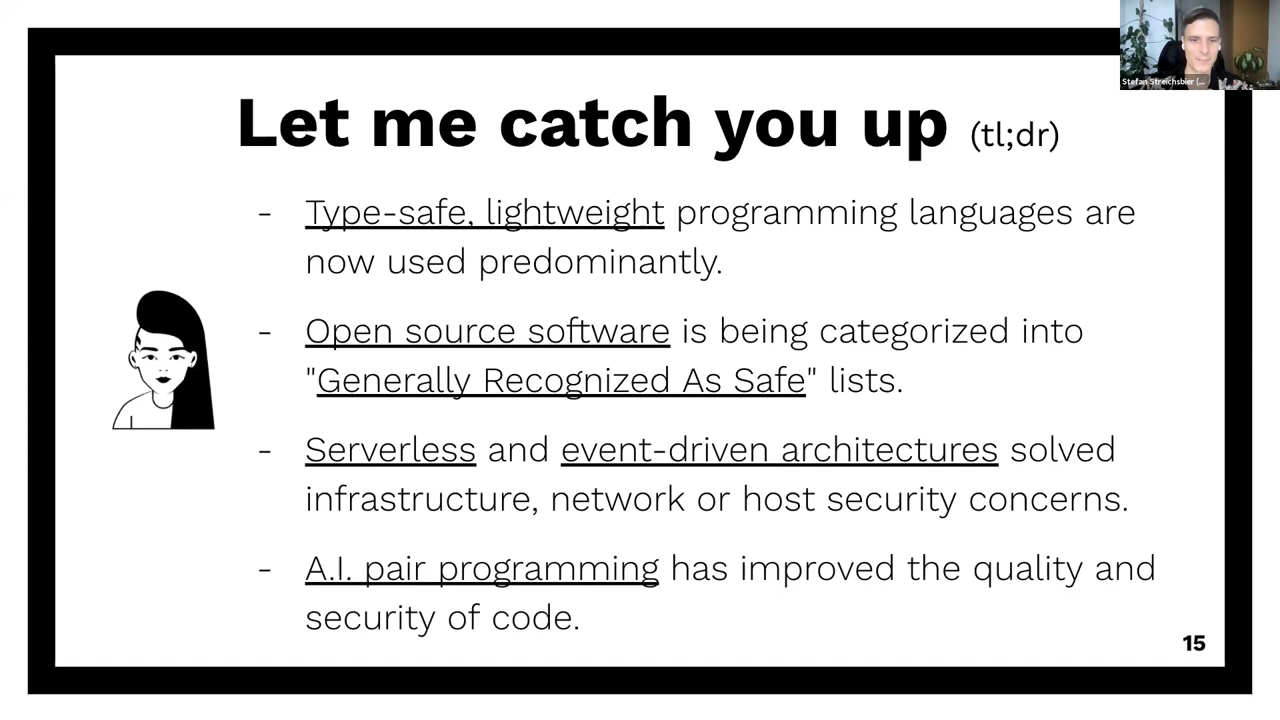 Stefan Streichsbier (...
Let me catch you up (tl;dr)
- Type-safe, lightweight programming languages are
now used predominantly.
- Open source software is being categorized into
"Generally Recognized As Safe" lists.
- Serverless and event-driven architectures solved
infrastructure, network or host security concerns.
- A.I. pair programming has improved the quality and
security of code.
15